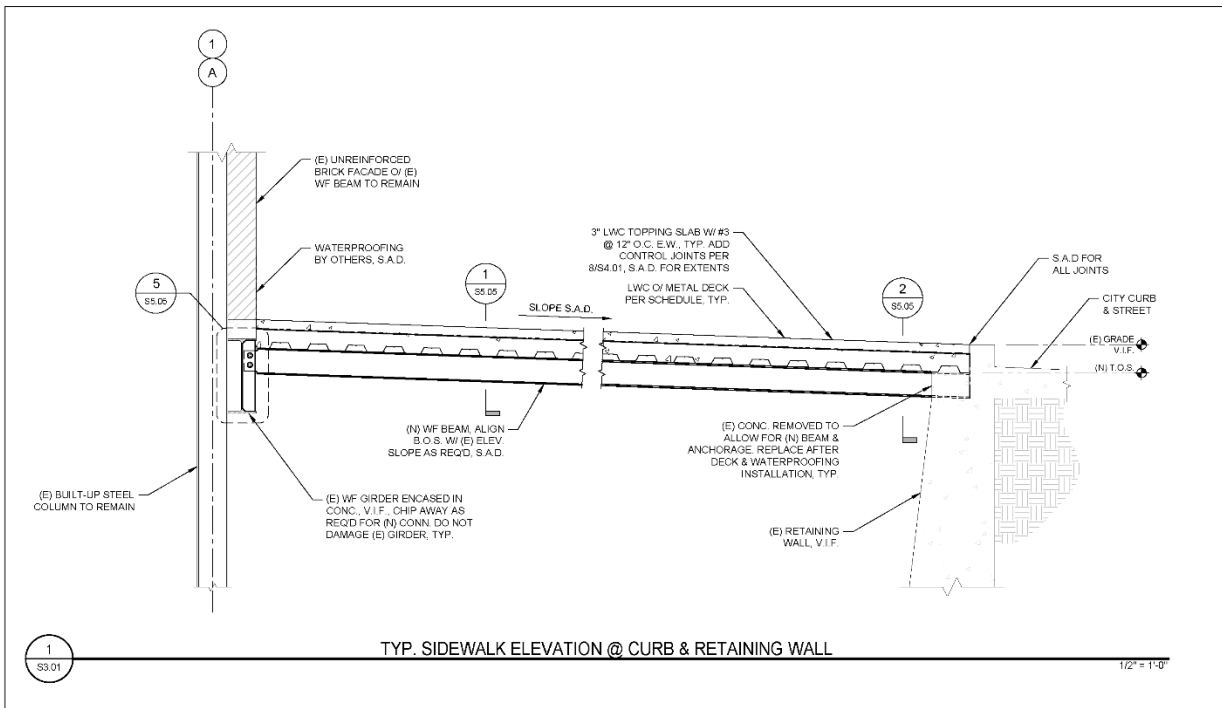 1
A
(E) UNREINFORCED
BRICK FACADE O/ (E)
WF BEAM TO REMAIN
WATERPROOFING
BY OTHERS, S.A.D.
5
S5.05
1
S5.05
SLOPE S.A.D.
3" LWC TOPPING SLAB W/ #3
@ 12" O.C. E.W., TYP. ADD
CONTROL JOINTS PER
8/S4.01, S.A.D. FOR EXTENTS
LWC O/ METAL DECK
PER SCHEDULE, TYP.
2
S5.05
S.A.D FOR
ALL JOINTS
CITY CURB
& STREET
(E) GRADE
V.I.F.
(N) T.O.S.
(N) WF BEAM, ALIGN
B.O.S. W/ (E) ELEV.
SLOPE AS REQ'D, S.A.D.
(E) CONC. REMOVED TO
ALLOW FOR (N) BEAM &
ANCHORAGE. REPLACE AFTER
DECK & WATERPROOFING
INSTALLATION, TYP.
(E) BUILT-UP STEEL
COLUMN TO REMAIN
(E) WF GIRDER ENCASED IN
CONC., V.I.F., CHIP AWAY AS
REQ'D FOR (N) CONN. DO NOT
DAMAGE (E) GIRDER, TYP.
(E) RETAINING
WALL, V.I.F.
1
S3.01
TYP. SIDEWALK ELEVATION @ CURB & RETAINING WALL
1/2" = 1'-0"